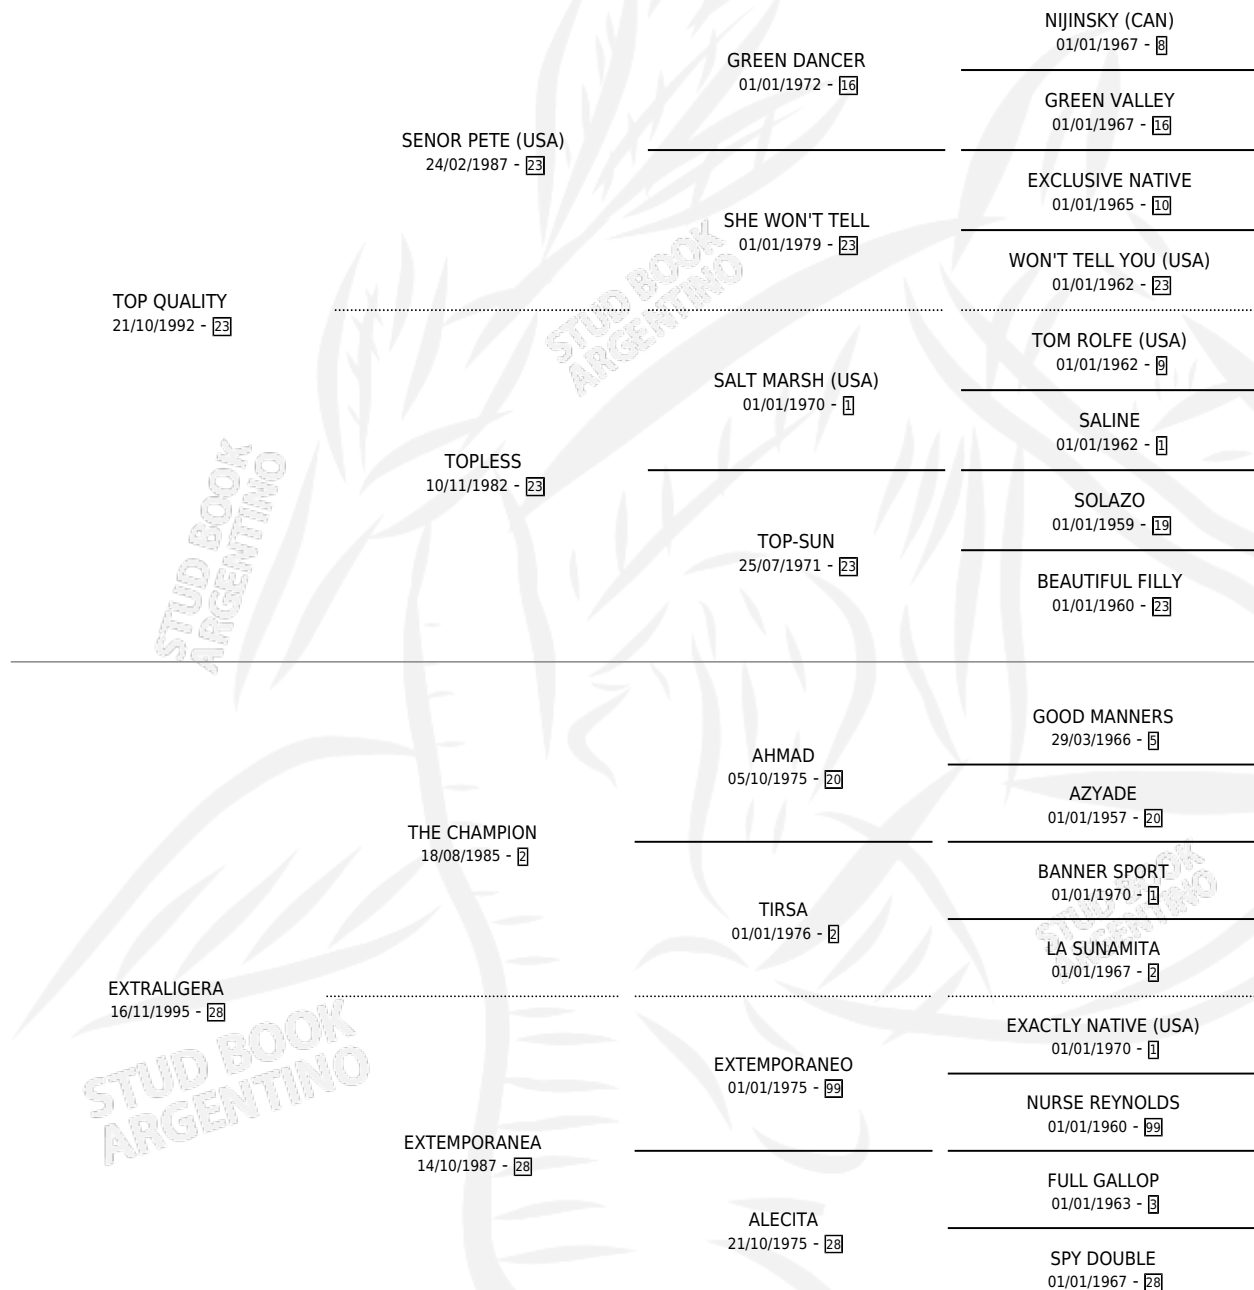 NIJINSKY (CAN)
01/01/1967 - 8
GREEN DANCER
01/01/1972 - 16
GREEN VALLEY
01/01/1967 - 16
SENOR PETE (USA)
24/02/1987 - 23
EXCLUSIVE NATIVE
01/01/1965 - 10
SHE WON'T TELL
01/01/1979 - 23
WON'T TELL YOU (USA)
01/01/1962 - 23
TOP QUALITY
21/10/1992 - 23
STUD BOOK
ARGENTINO
TOM ROLFE (USA)
01/01/1962 - 9
SALT MARSH (USA)
01/01/1970 - 1
SALINE
01/01/1962 - 1
TOPLESS
10/11/1982 - 23
SOLAZO
01/01/1959 - 19
TOP-SUN
25/07/1971 - 23
BEAUTIFUL FILLY
01/01/1960 - 23
STUD BOOK
ARGENTINO
GOOD MANNERS
29/03/1966 - 5
AHMAD
05/10/1975 - 20
AZYADE
01/01/1957 - 20
THE CHAMPION
18/08/1985 - 2
BANNER SPORT
01/01/1970 - 1
TIRSA
01/01/1976 - 2
LA SUNAMITA
01/01/1967 - 2
STUD BOOK
ARGENTINO
EXTRALIGERA
16/11/1995 - 28
STUD BOOK
ARGENTINO
EXACTLY NATIVE (USA)
01/01/1970 - 1
EXTEMPORANEO
01/01/1975 - 99
NURSE REYNOLDS
01/01/1960 - 99
EXTEMPORANEA
14/10/1987 - 28
FULL GALLOP
01/01/1963 - 3
ALECITA
21/10/1975 - 28
SPY DOUBLE
01/01/1967 - 28